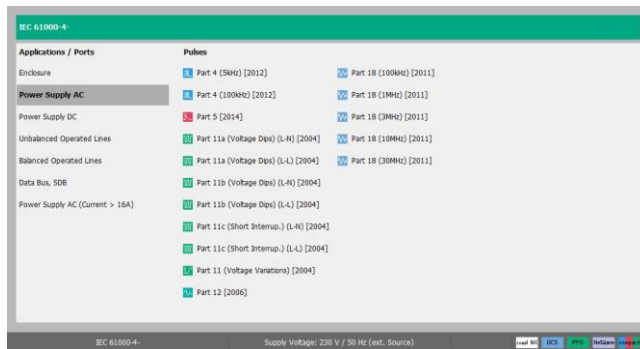 IEC 61000-4-
Applications / Ports
Pulses
Enclosure
Part 4 (5kHz) [2012]
Part 18 (100kHz) [2011]
Power Supply AC
Part 4 (100kHz) [2012]
Part 18 (1MHz) [2011]
Power Supply DC
Part 5 [2014]
Part 18 (3MHz) [2011]
Unbalanced Operated Lines
Part 11a (Voltage Dips) (L-N) [2004]
Part 18 (10MHz) [2011]
Balanced Operated Lines
Part 11a (Voltage Dips) (L-L) [2004]
Part 18 (30MHz) [2011]
Data Bus, SDB
Part 11b (Voltage Dips) (L-N) [2004]
Power Supply AC (Current > 16A)
Part 11b (Voltage Dips) (L-L) [2004]
Part 11c (Short Interrup.) (L-N) [2004]
Part 11c (Short Interrup.) (L-L) [2004]
Part 11 (Voltage Variations) [2004]
Part 12 [2006]
IEC 61000-4-
Supply Voltage: 230 V / 50 Hz (ext. Source)